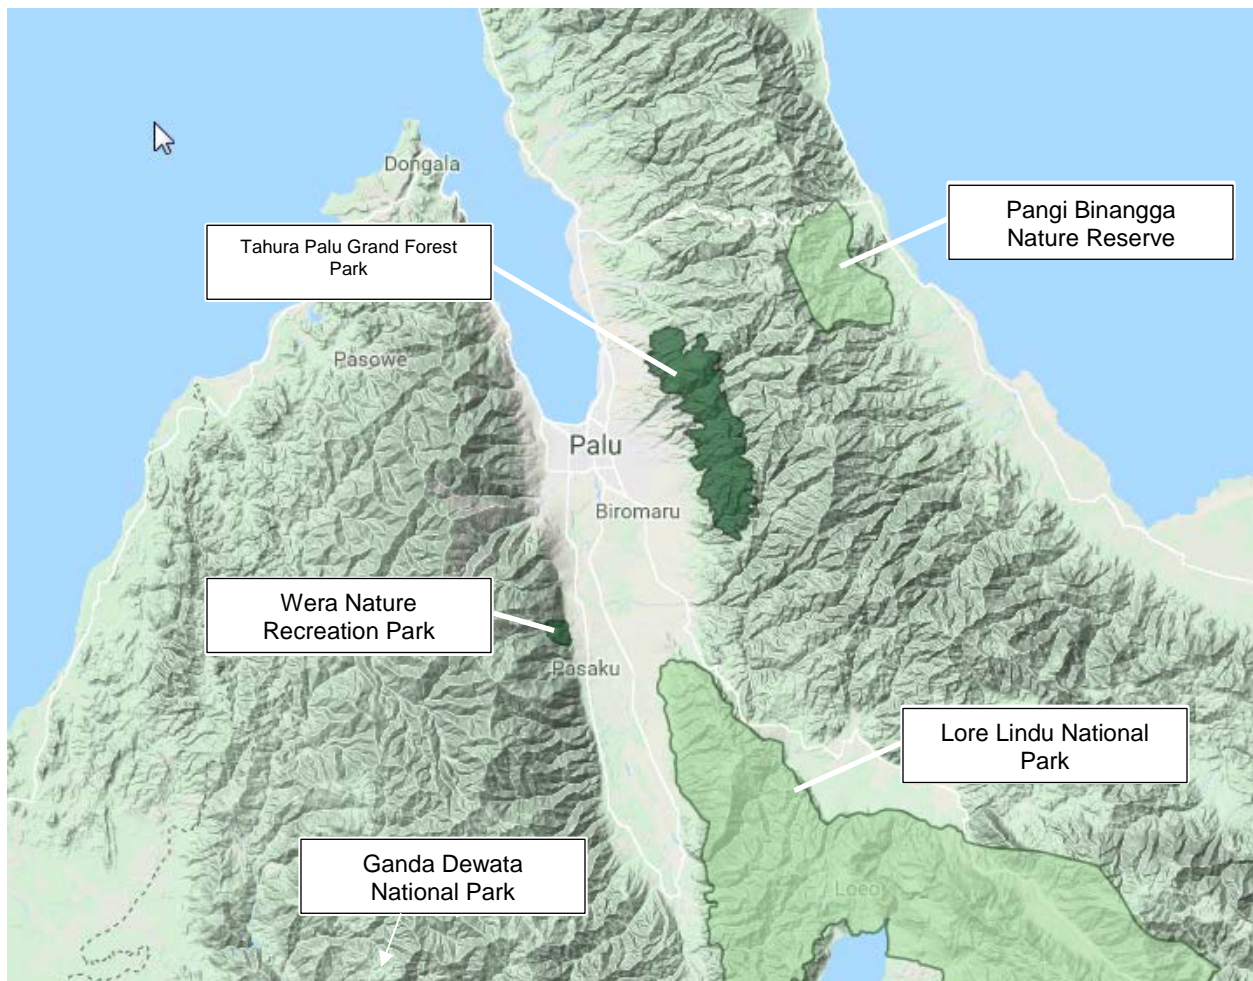 Dongala
Pangi Binangga
Nature Reserve
Tahura Palu Grand Forest
Park
Pasowe
Palu
Biromaru
Wera Nature
Recreation Park
Pasaku
Lore Lindu National
Park
Ganda Dewata
National Park
Loeo